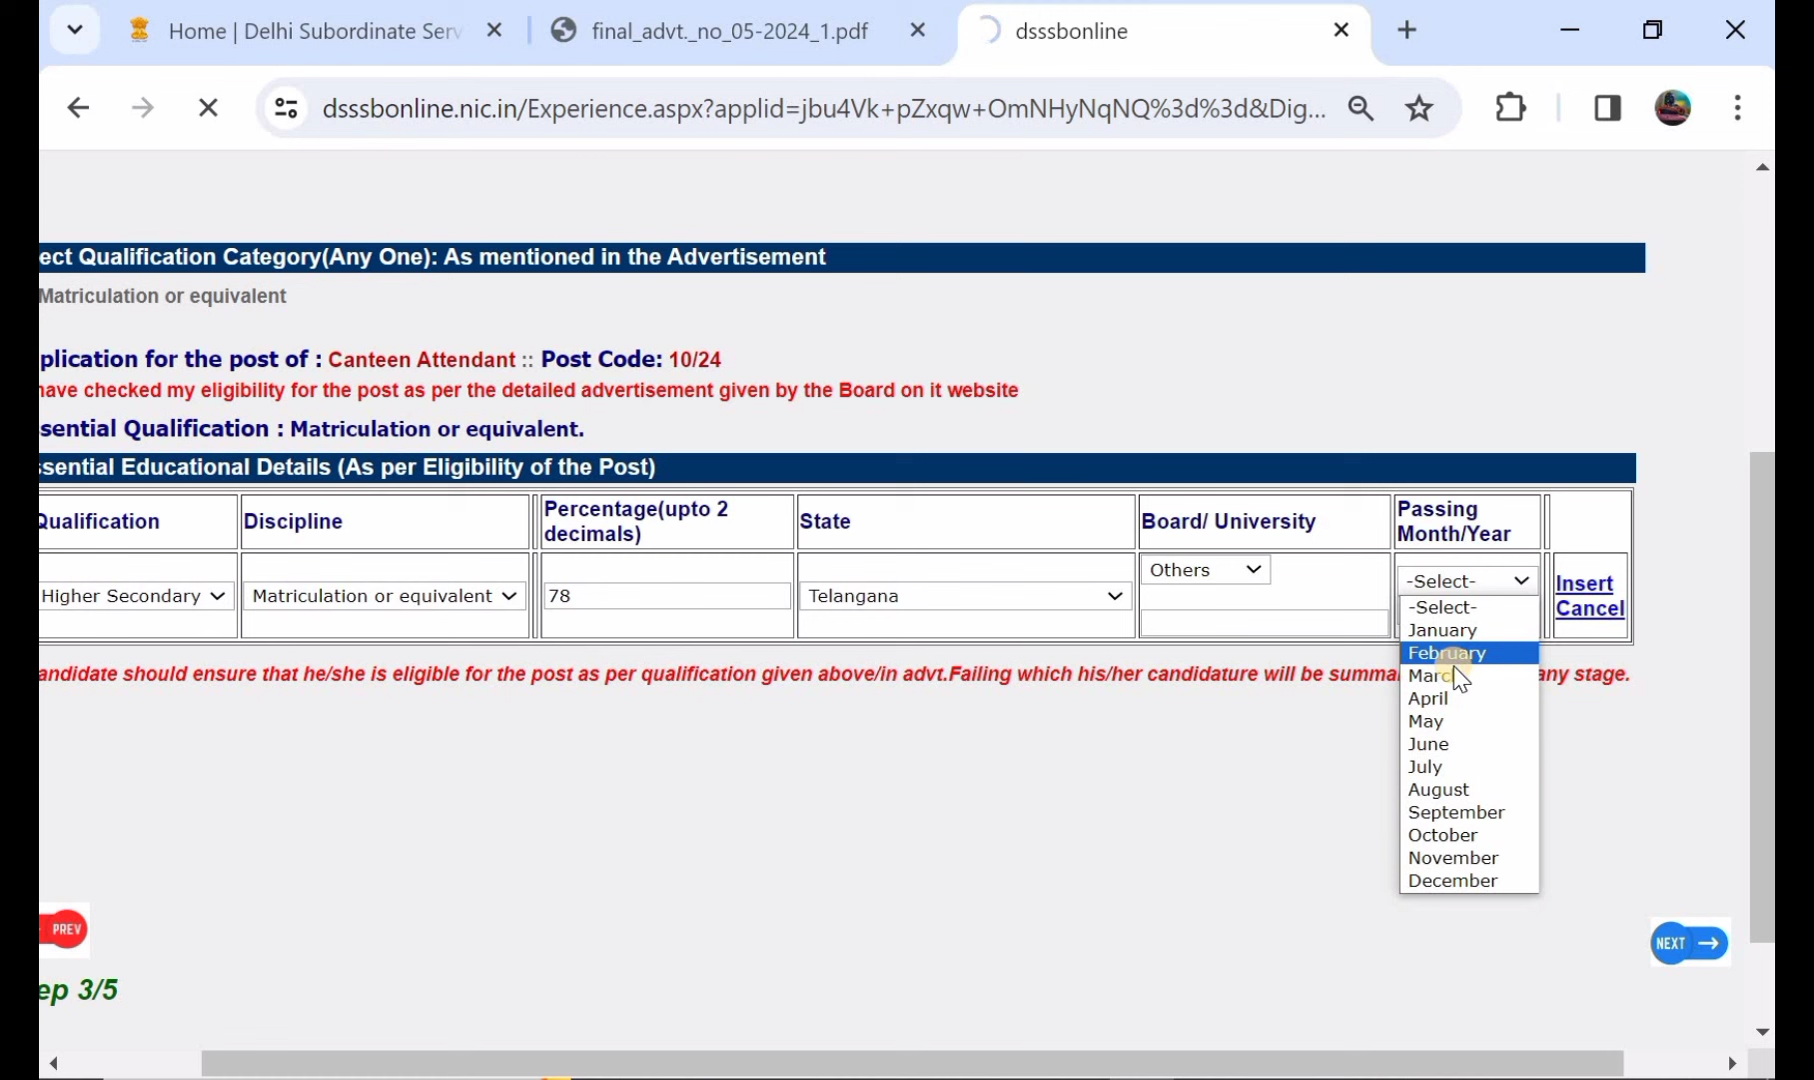 Home | Delhi Subordinate Serv
final_advt._no_05-2024_1.pdf
dsssbonline
dsssbonline.nic.in/Experience.aspx?applid=jbu4Vk+pZxqw+OmNHyNqNQ%3d%3d&Dig...
ect Qualification Category(Any One): As mentioned in the Advertisement
Matriculation or equivalent
plication for the post of : Canteen Attendant :: Post Code: 10/24
have checked my eligibility for the post as per the detailed advertisement given by the Board on it website
sential Qualification : Matriculation or equivalent.
ssential Educational Details (As per Eligibility of the Post)
Qualification Discipline Percentage(upto 2 decimals) State Board/ University Passing Month/Year
Higher Secondary Matriculation or equivalent 78 Telangana Others -Select- Insert Cancel
-Select-
January
February
March
April
May
June
July
August
September
October
November
December
andidate should ensure that he/she is eligible for the post as per qualification given above/in advt.Failing which his/her candidature will be summa any stage.
PREV
NEXT
ep 3/5